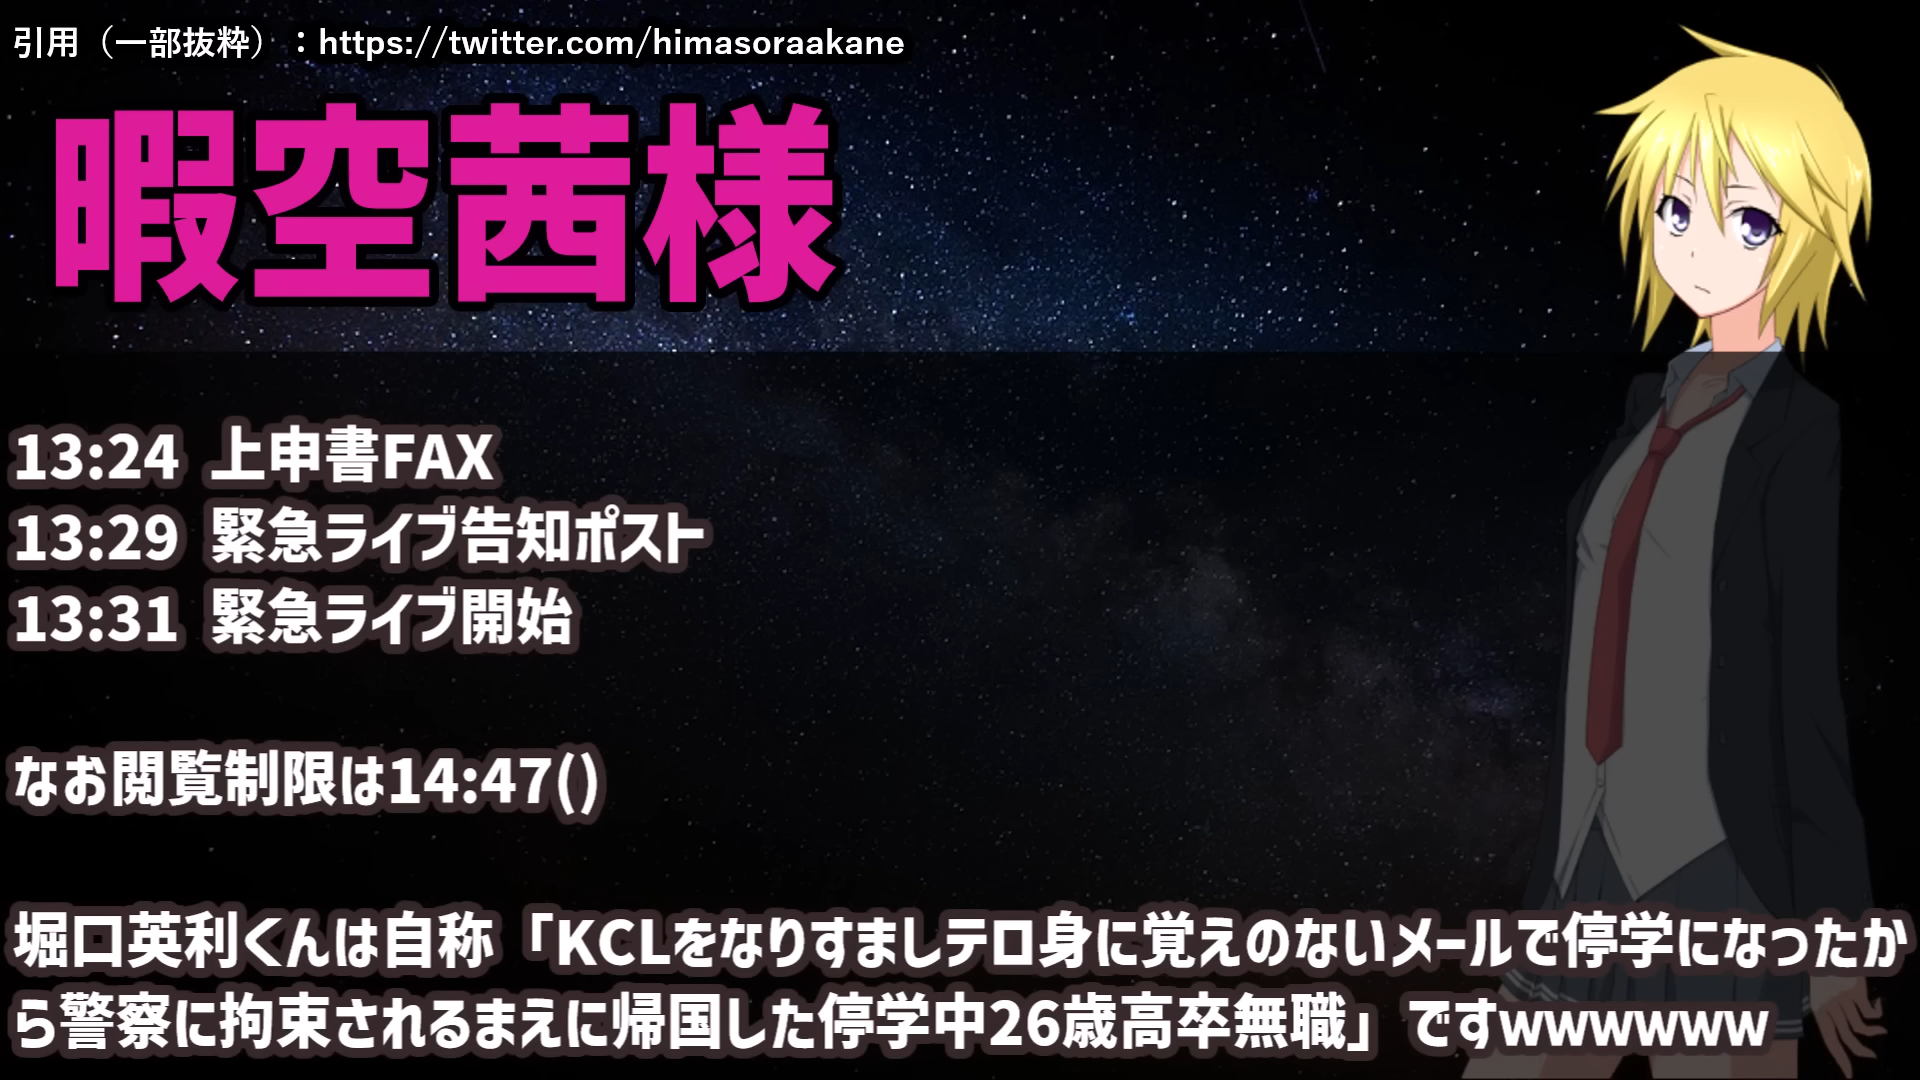 引用（一部抜粋）：https://twitter.com/himasoraakane
暇空茜様
13:24 上申書FAX
13:29 緊急ライブ告知ポスト
13:31 緊急ライブ開始
なお閲覧制限は14:47()
堀口英利くんは自称「KCLをなりすましテロ身に覚えのないメールで停学になったか
ら警察に拘束されるまえに帰国した停学中26歳高卒無職」ですwwwwww